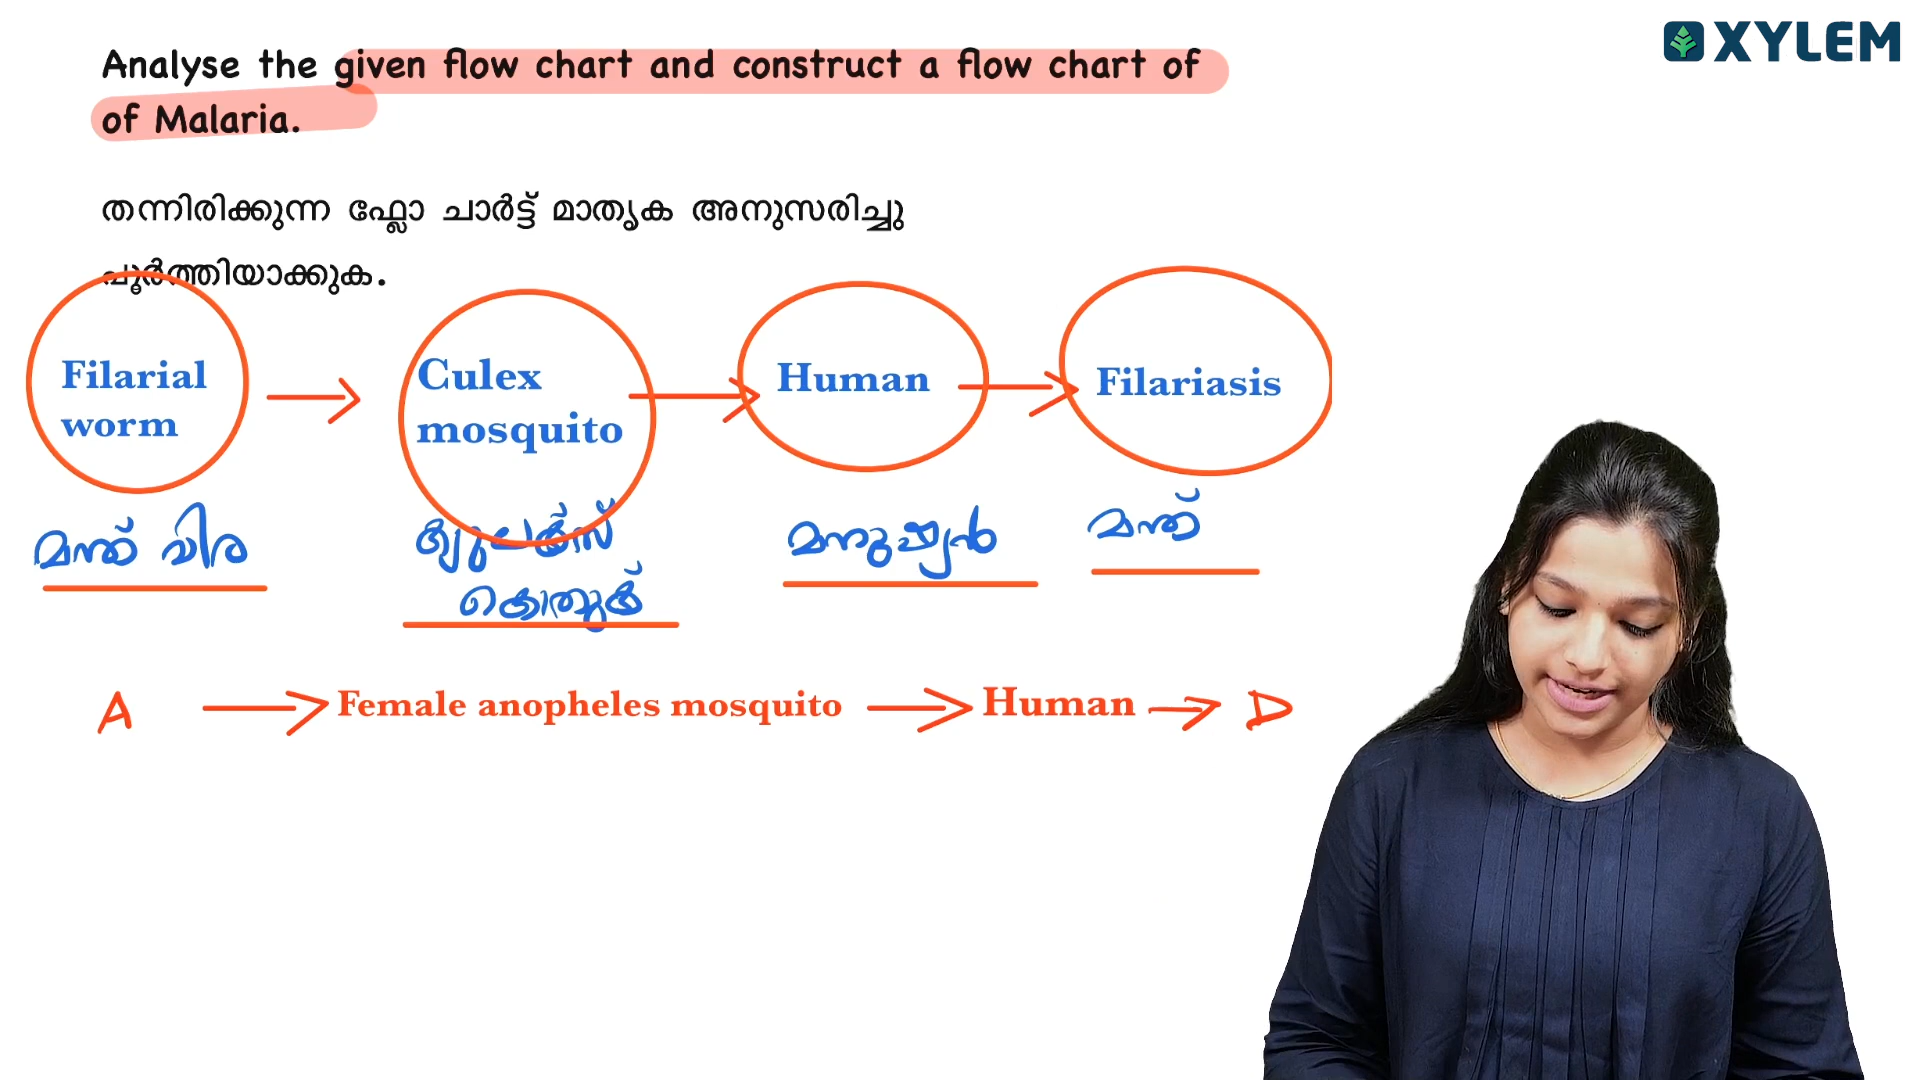 XYLEM
Analyse the given flow chart and construct a flow chart of
of Malaria.
തന്നിരിക്കുന്ന ഫ്ലോ ചാർട്ട് മാതൃക അനുസരിച്ചു
പൂർത്തിയാക്കുക.
Filarial
worm
Culex
mosquito
Human
Filariasis
മന്ത് വിര
ക്യുലക്സ്
കൊതുക്
മനുഷ്യൻ
മന്ത്
A → Female anopheles mosquito → Human → D